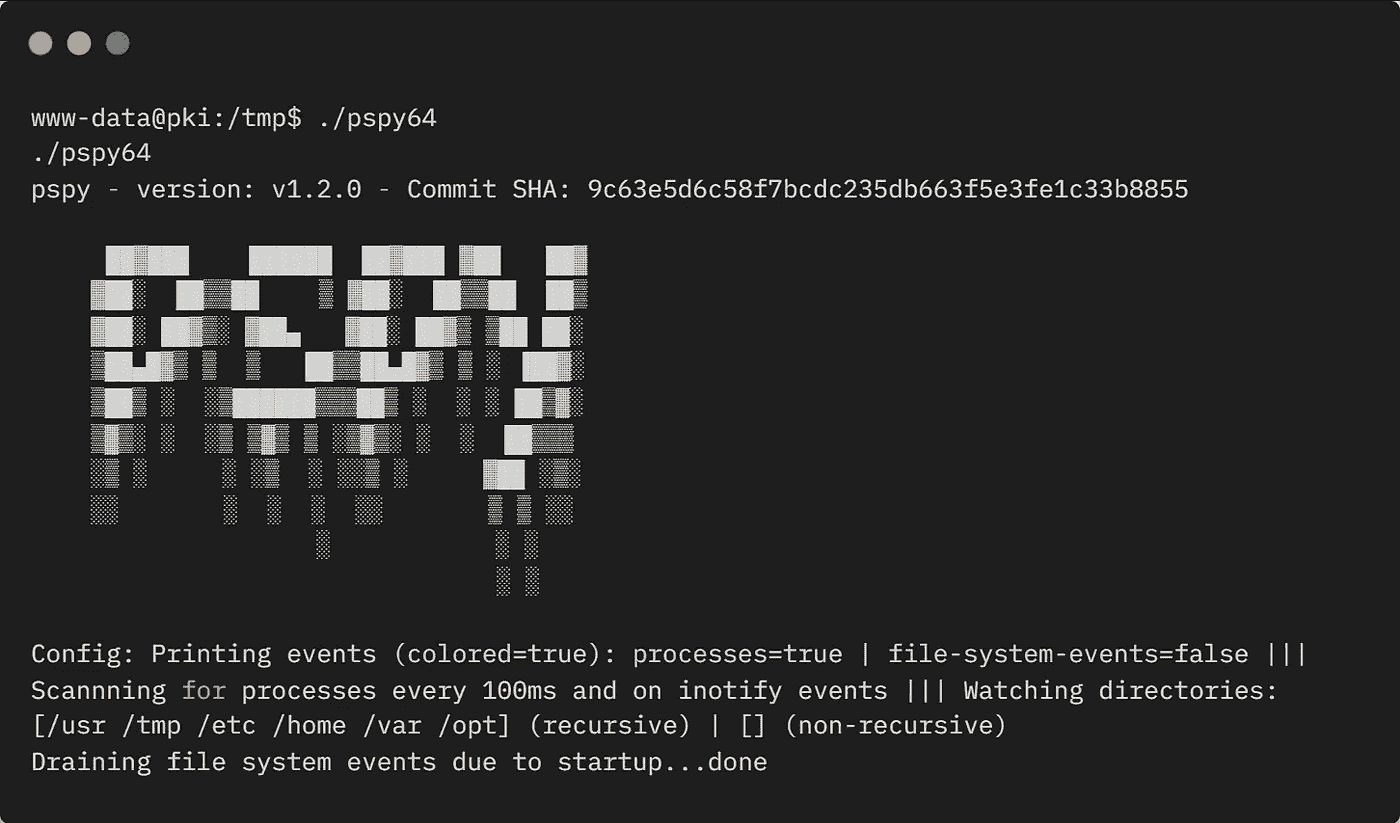 www-data@pki:/tmp$ ./pspy64
./pspy64
pspy - version: v1.2.0 - Commit SHA: 9c63e5d6c58f7bcdc235db663f5e3fe1c33b8855
Config: Printing events (colored=true): processes=true | file-system-events=false |||
Scannning for processes every 100ms and on inotify events ||| Watching directories:
[/usr /tmp /etc /home /var /opt] (recursive) | [] (non-recursive)
Draining file system events due to startup...done